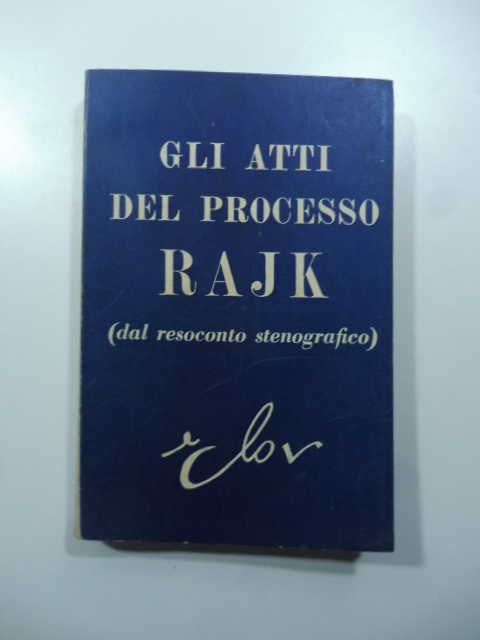 GLI ATTI
DEL PROCESSO
RAJK
(dal resoconto stenografico)